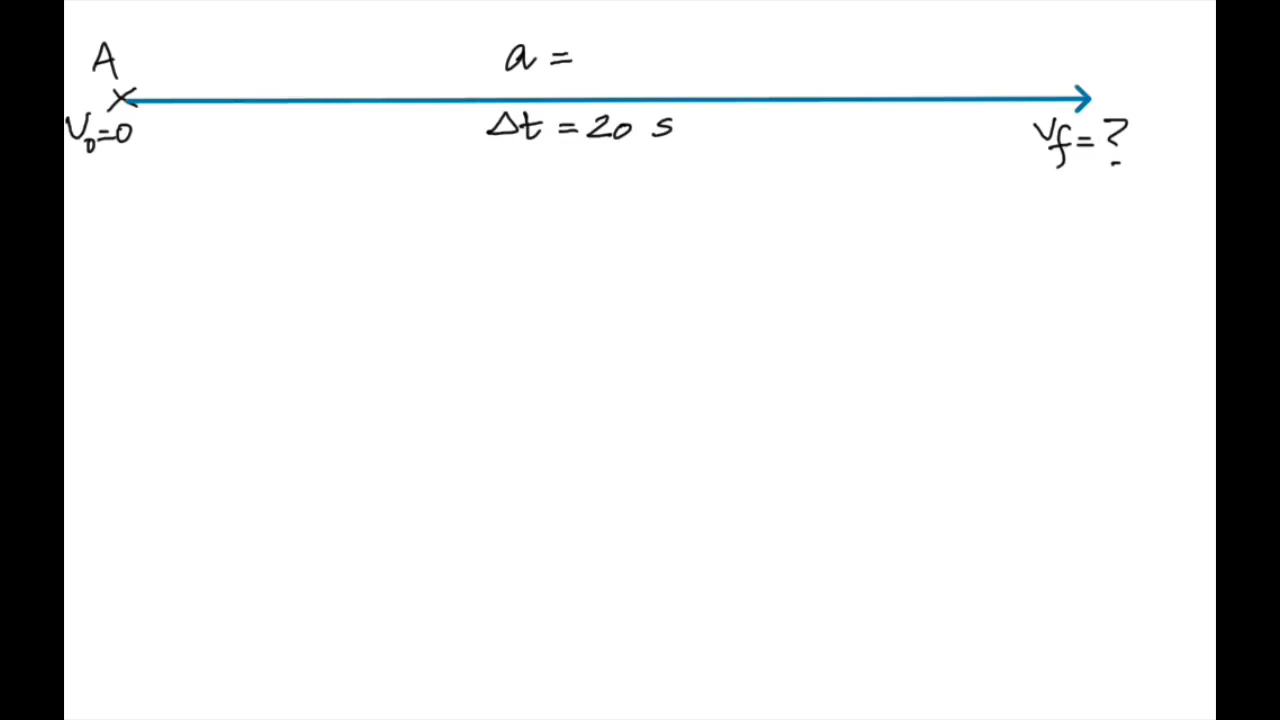 A
a =
V₀=0
Δt = 20 s
Vf = ?